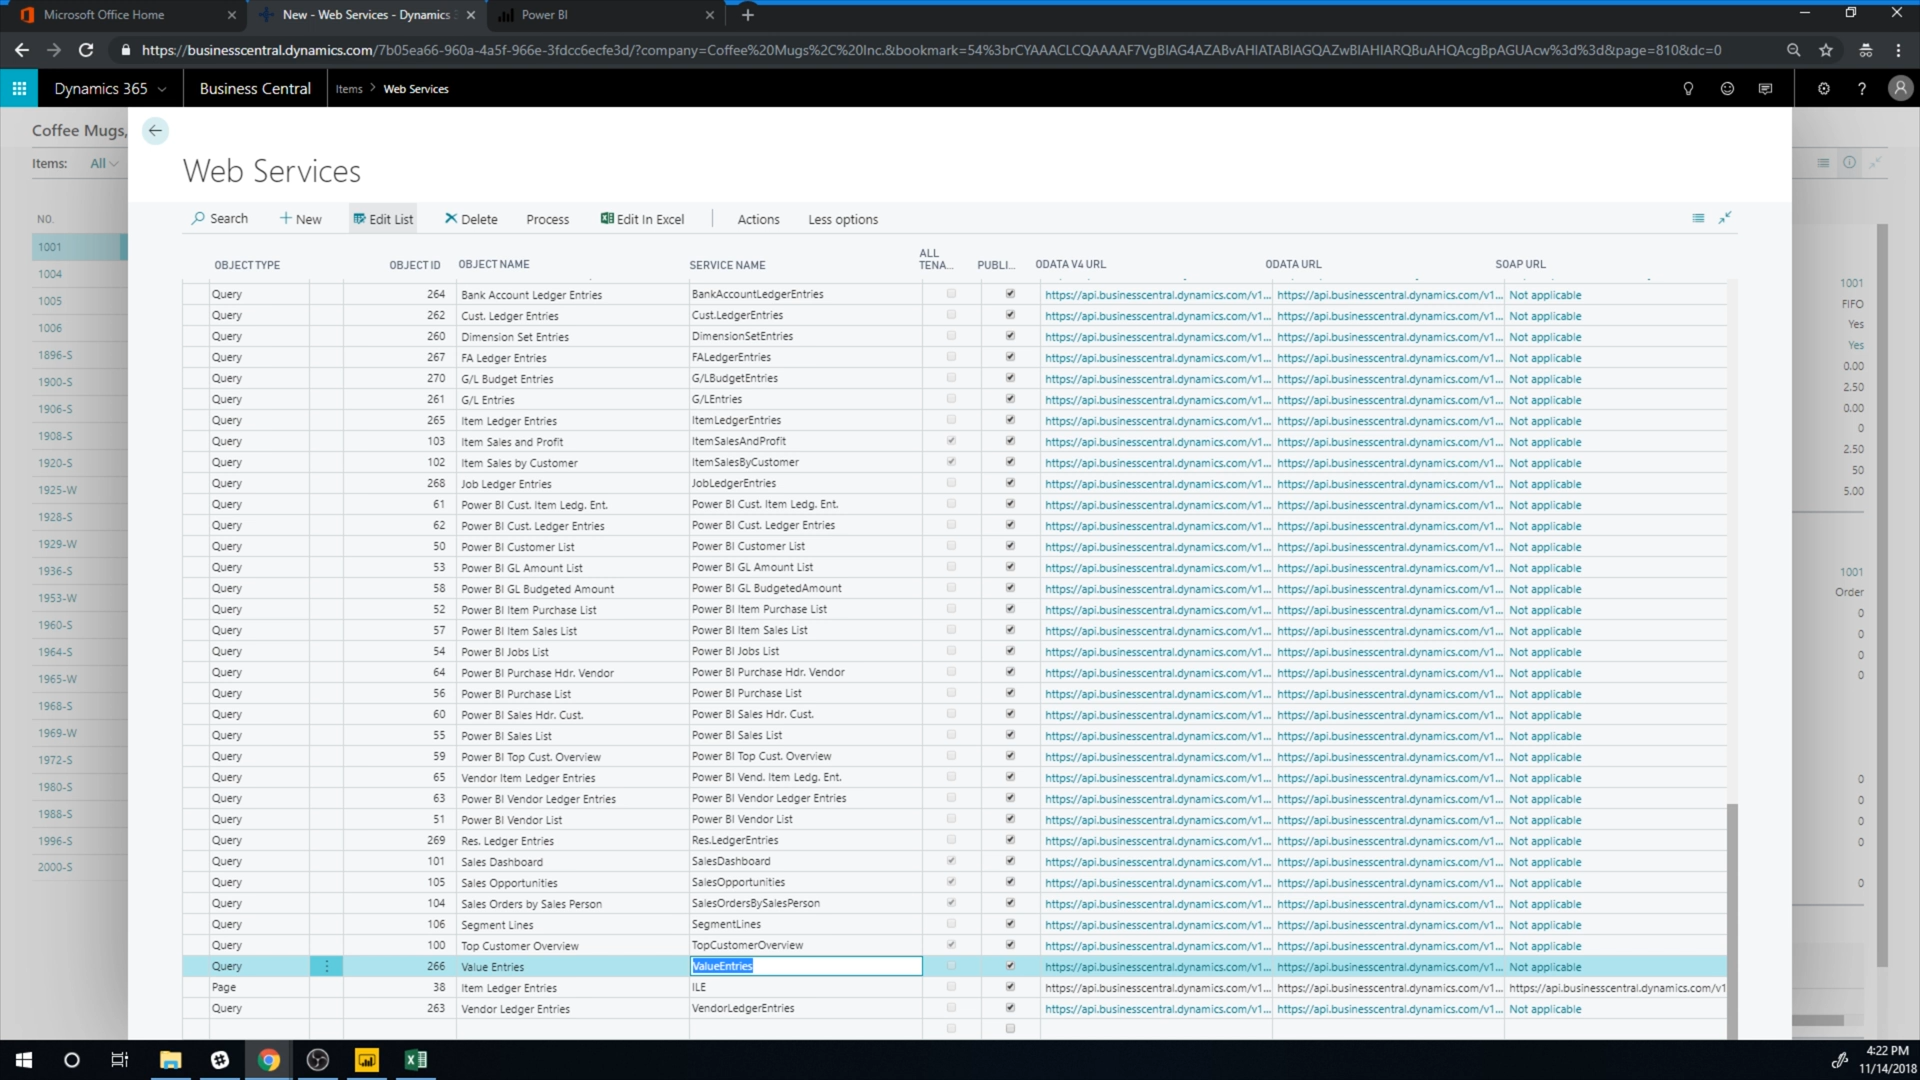 Microsoft Office Home
New - Web Services - Dynamics 3
Power BI
https://businesscentral.dynamics.com/7b05ea66-960a-4a5f-966e-3fdcc6ecfe3d/?company=Coffee%20Mugs%2C%20Inc.&bookmark=54%3brCYAAACLCQAAAAF7VgBlAG4AZABvAHIATABlAGQAZwBlAHIARQBuAHQAcgBpAGUAcw%3d%3d&page=810&dc=0
Dynamics 365 Business Central Items > Web Services
Coffee Mugs,
Items: All
Web Services
Search New Edit List Delete Process Edit In Excel Actions Less options
NO.
1001
1004
1005
1006
1896-S
1900-S
1906-S
1908-S
1920-S
1925-W
1928-S
1929-W
1936-S
1953-W
1960-S
1964-S
1965-W
1968-S
1969-W
1972-S
1980-S
1988-S
1996-S
2000-S
OBJECT TYPE OBJECT ID OBJECT NAME SERVICE NAME ALL TENA... PUBLI... ODATA V4 URL ODATA URL SOAP URL
Query 264 Bank Account Ledger Entries BankAccountLedgerEntries https://api.businesscentral.dynamics.com/v1... https://api.businesscentral.dynamics.com/v1... Not applicable
Query 262 Cust. Ledger Entries Cust.LedgerEntries https://api.businesscentral.dynamics.com/v1... https://api.businesscentral.dynamics.com/v1... Not applicable
Query 260 Dimension Set Entries DimensionSetEntries https://api.businesscentral.dynamics.com/v1... https://api.businesscentral.dynamics.com/v1... Not applicable
Query 267 FA Ledger Entries FALedgerEntries https://api.businesscentral.dynamics.com/v1... https://api.businesscentral.dynamics.com/v1... Not applicable
Query 270 G/L Budget Entries G/LBudgetEntries https://api.businesscentral.dynamics.com/v1... https://api.businesscentral.dynamics.com/v1... Not applicable
Query 261 G/L Entries G/LEntries https://api.businesscentral.dynamics.com/v1... https://api.businesscentral.dynamics.com/v1... Not applicable
Query 265 Item Ledger Entries ItemLedgerEntries https://api.businesscentral.dynamics.com/v1... https://api.businesscentral.dynamics.com/v1... Not applicable
Query 103 Item Sales and Profit ItemSalesAndProfit https://api.businesscentral.dynamics.com/v1... https://api.businesscentral.dynamics.com/v1... Not applicable
Query 102 Item Sales by Customer ItemSalesByCustomer https://api.businesscentral.dynamics.com/v1... https://api.businesscentral.dynamics.com/v1... Not applicable
Query 268 Job Ledger Entries JobLedgerEntries https://api.businesscentral.dynamics.com/v1... https://api.businesscentral.dynamics.com/v1... Not applicable
Query 61 Power BI Cust. Item Ledg. Ent. Power BI Cust. Item Ledg. Ent. https://api.businesscentral.dynamics.com/v1... https://api.businesscentral.dynamics.com/v1... Not applicable
Query 62 Power BI Cust. Ledger Entries Power BI Cust. Ledger Entries https://api.businesscentral.dynamics.com/v1... https://api.businesscentral.dynamics.com/v1... Not applicable
Query 50 Power BI Customer List Power BI Customer List https://api.businesscentral.dynamics.com/v1... https://api.businesscentral.dynamics.com/v1... Not applicable
Query 53 Power BI GL Amount List Power BI GL Amount List https://api.businesscentral.dynamics.com/v1... https://api.businesscentral.dynamics.com/v1... Not applicable
Query 58 Power BI GL Budgeted Amount Power BI GL BudgetedAmount https://api.businesscentral.dynamics.com/v1... https://api.businesscentral.dynamics.com/v1... Not applicable
Query 52 Power BI Item Purchase List Power BI Item Purchase List https://api.businesscentral.dynamics.com/v1... https://api.businesscentral.dynamics.com/v1... Not applicable
Query 57 Power BI Item Sales List Power BI Item Sales List https://api.businesscentral.dynamics.com/v1... https://api.businesscentral.dynamics.com/v1... Not applicable
Query 54 Power BI Jobs List Power BI Jobs List https://api.businesscentral.dynamics.com/v1... https://api.businesscentral.dynamics.com/v1... Not applicable
Query 64 Power BI Purchase Hdr. Vendor Power BI Purchase Hdr. Vendor https://api.businesscentral.dynamics.com/v1... https://api.businesscentral.dynamics.com/v1... Not applicable
Query 56 Power BI Purchase List Power BI Purchase List https://api.businesscentral.dynamics.com/v1... https://api.businesscentral.dynamics.com/v1... Not applicable
Query 60 Power BI Sales Hdr. Cust. Power BI Sales Hdr. Cust. https://api.businesscentral.dynamics.com/v1... https://api.businesscentral.dynamics.com/v1... Not applicable
Query 55 Power BI Sales List Power BI Sales List https://api.businesscentral.dynamics.com/v1... https://api.businesscentral.dynamics.com/v1... Not applicable
Query 59 Power BI Top Cust. Overview Power BI Top Cust. Overview https://api.businesscentral.dynamics.com/v1... https://api.businesscentral.dynamics.com/v1... Not applicable
Query 65 Vendor Item Ledger Entries Power BI Vend. Item Ledg. Ent. https://api.businesscentral.dynamics.com/v1... https://api.businesscentral.dynamics.com/v1... Not applicable
Query 63 Power BI Vendor Ledger Entries Power BI Vendor Ledger Entries https://api.businesscentral.dynamics.com/v1... https://api.businesscentral.dynamics.com/v1... Not applicable
Query 51 Power BI Vendor List Power BI Vendor List https://api.businesscentral.dynamics.com/v1... https://api.businesscentral.dynamics.com/v1... Not applicable
Query 269 Res. Ledger Entries Res.LedgerEntries https://api.businesscentral.dynamics.com/v1... https://api.businesscentral.dynamics.com/v1... Not applicable
Query 101 Sales Dashboard SalesDashboard https://api.businesscentral.dynamics.com/v1... https://api.businesscentral.dynamics.com/v1... Not applicable
Query 105 Sales Opportunities SalesOpportunities https://api.businesscentral.dynamics.com/v1... https://api.businesscentral.dynamics.com/v1... Not applicable
Query 104 Sales Orders by Sales Person SalesOrdersBySalesPerson https://api.businesscentral.dynamics.com/v1... https://api.businesscentral.dynamics.com/v1... Not applicable
Query 106 Segment Lines SegmentLines https://api.businesscentral.dynamics.com/v1... https://api.businesscentral.dynamics.com/v1... Not applicable
Query 100 Top Customer Overview TopCustomerOverview https://api.businesscentral.dynamics.com/v1... https://api.businesscentral.dynamics.com/v1... Not applicable
Query 266 Value Entries ValueEntries https://api.businesscentral.dynamics.com/v1... https://api.businesscentral.dynamics.com/v1... Not applicable
Page 38 Item Ledger Entries ILE https://api.businesscentral.dynamics.com/v1... https://api.businesscentral.dynamics.com/v1... https://api.businesscentral.dynamics.com/v1
Query 263 Vendor Ledger Entries VendorLedgerEntries https://api.businesscentral.dynamics.com/v1... https://api.businesscentral.dynamics.com/v1... Not applicable
1001
FIFO
Yes
Yes
0.00
2.50
0.00
0
2.50
50
5.00
1001
Order
0
0
0
0
0
0
0
0
0
4:22 PM
11/14/2018